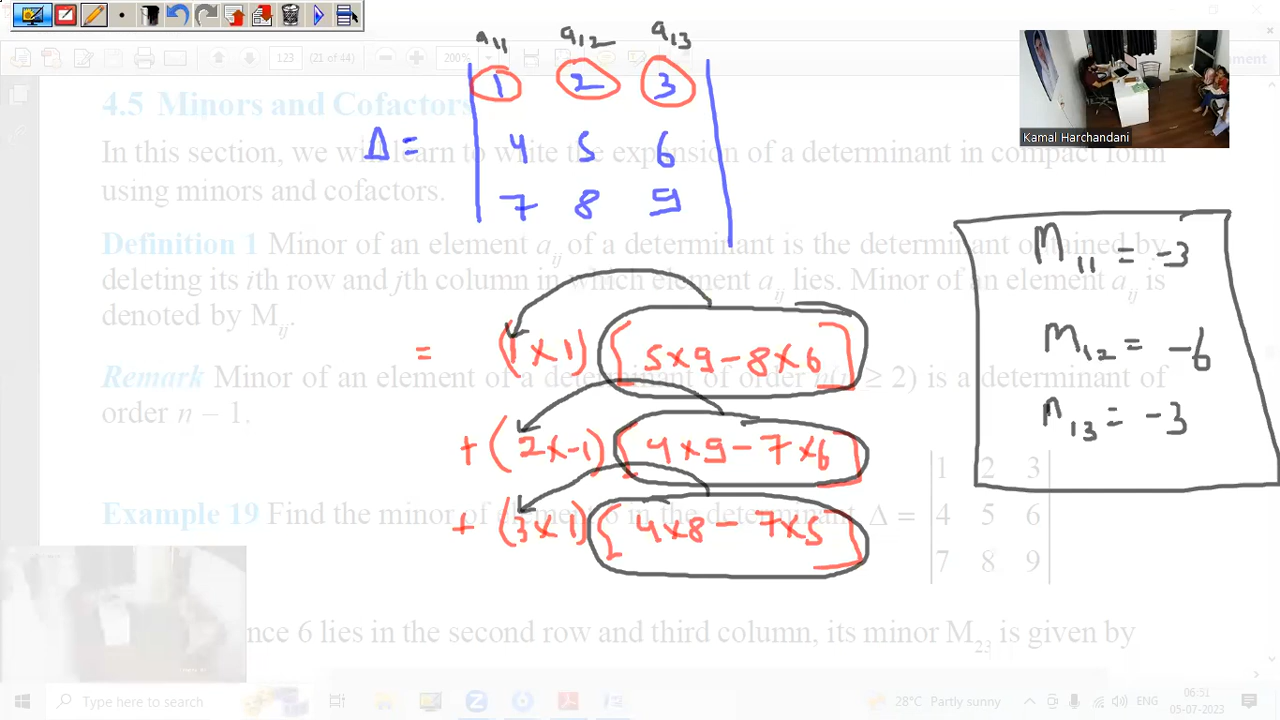 123 (21 of 44) 200%
a11 a12 a13
1 2 3
Δ = 4 5 6
7 8 9
Kamal Harchandani
4.5 Minors and Cofactors
In this section, we will learn to write the expansion of a determinant in compact form
using minors and cofactors.
Definition 1 Minor of an element aij of a determinant is the determinant obtained by
deleting its ith row and jth column in which element aij lies. Minor of an element aij is
denoted by Mij.
M11 = -3
M12 = -6
M13 = -3
= (1×1) [5×9-8×6]
+ (2×-1) [4×9-7×6]
+ (3×1) [4×8-7×5]
Remark Minor of an element of a determinant of order n(n ≥ 2) is a determinant of
order n – 1.
Example 19 Find the minor of element 6 in the determinant Δ =
1 2 3
4 5 6
7 8 9
nce 6 lies in the second row and third column, its minor M23 is given by
Type here to search
28°C Partly sunny
ENG
06:51
05-07-2023